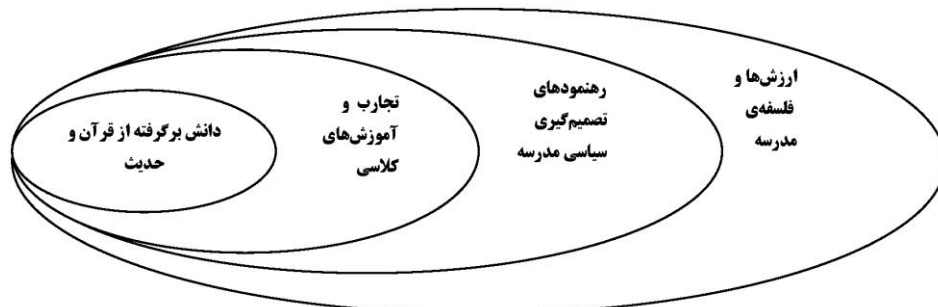 ارزش‌ها و
فلسفه‌ی
مدرسه
رهنمودهای
تصمیم‌گیری
سیاسی مدرسه
تجارب و
آموزش‌های
کلاسی
دانش برگرفته از قرآن و
حدیث